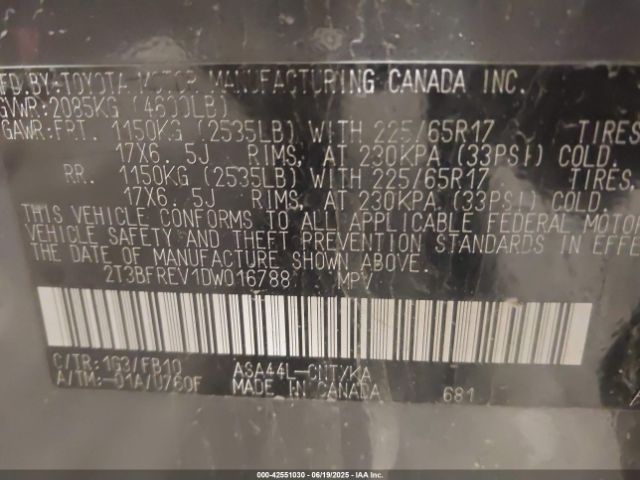 MFD.BY:TOYOTA MOTOR MANUFACTURING CANADA INC.
GVWR:2085KG (4600LB)
GAWR:FRT. 1150KG (2535LB) WITH 225/65R17 TIRES
17X6.5J RIMS, AT 230KPA (33PSI) COLD.
RR. 1150KG (2535LB) WITH 225/65R17 TIRES,
17X6.5J RIMS, AT 230KPA (33PSI) COLD.
THIS VEHICLE CONFORMS TO ALL APPLICABLE FEDERAL MOTOR
VEHICLE SAFETY AND THEFT PREVENTION STANDARDS IN EFFE
THE DATE OF MANUFACTURE SHOWN ABOVE.
2T3BFREV1DW016788 MPV
C/TR:1G3/FB10 ASA44L-CNTXKA
A/TM:-01A/U760F MADE IN CANADA 681
000-42551030 - 06/19/2025 - IAA Inc.